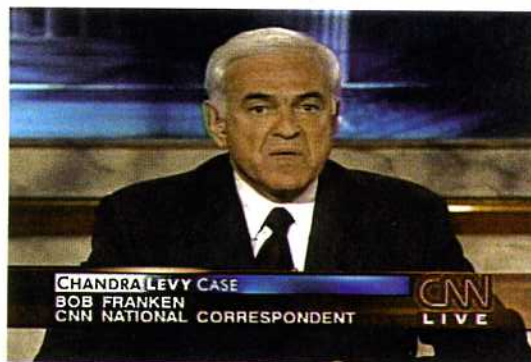 CHANDRA LEVY CASE
BOB FRANKEN
CNN NATIONAL CORRESPONDENT
CNN
LIVE